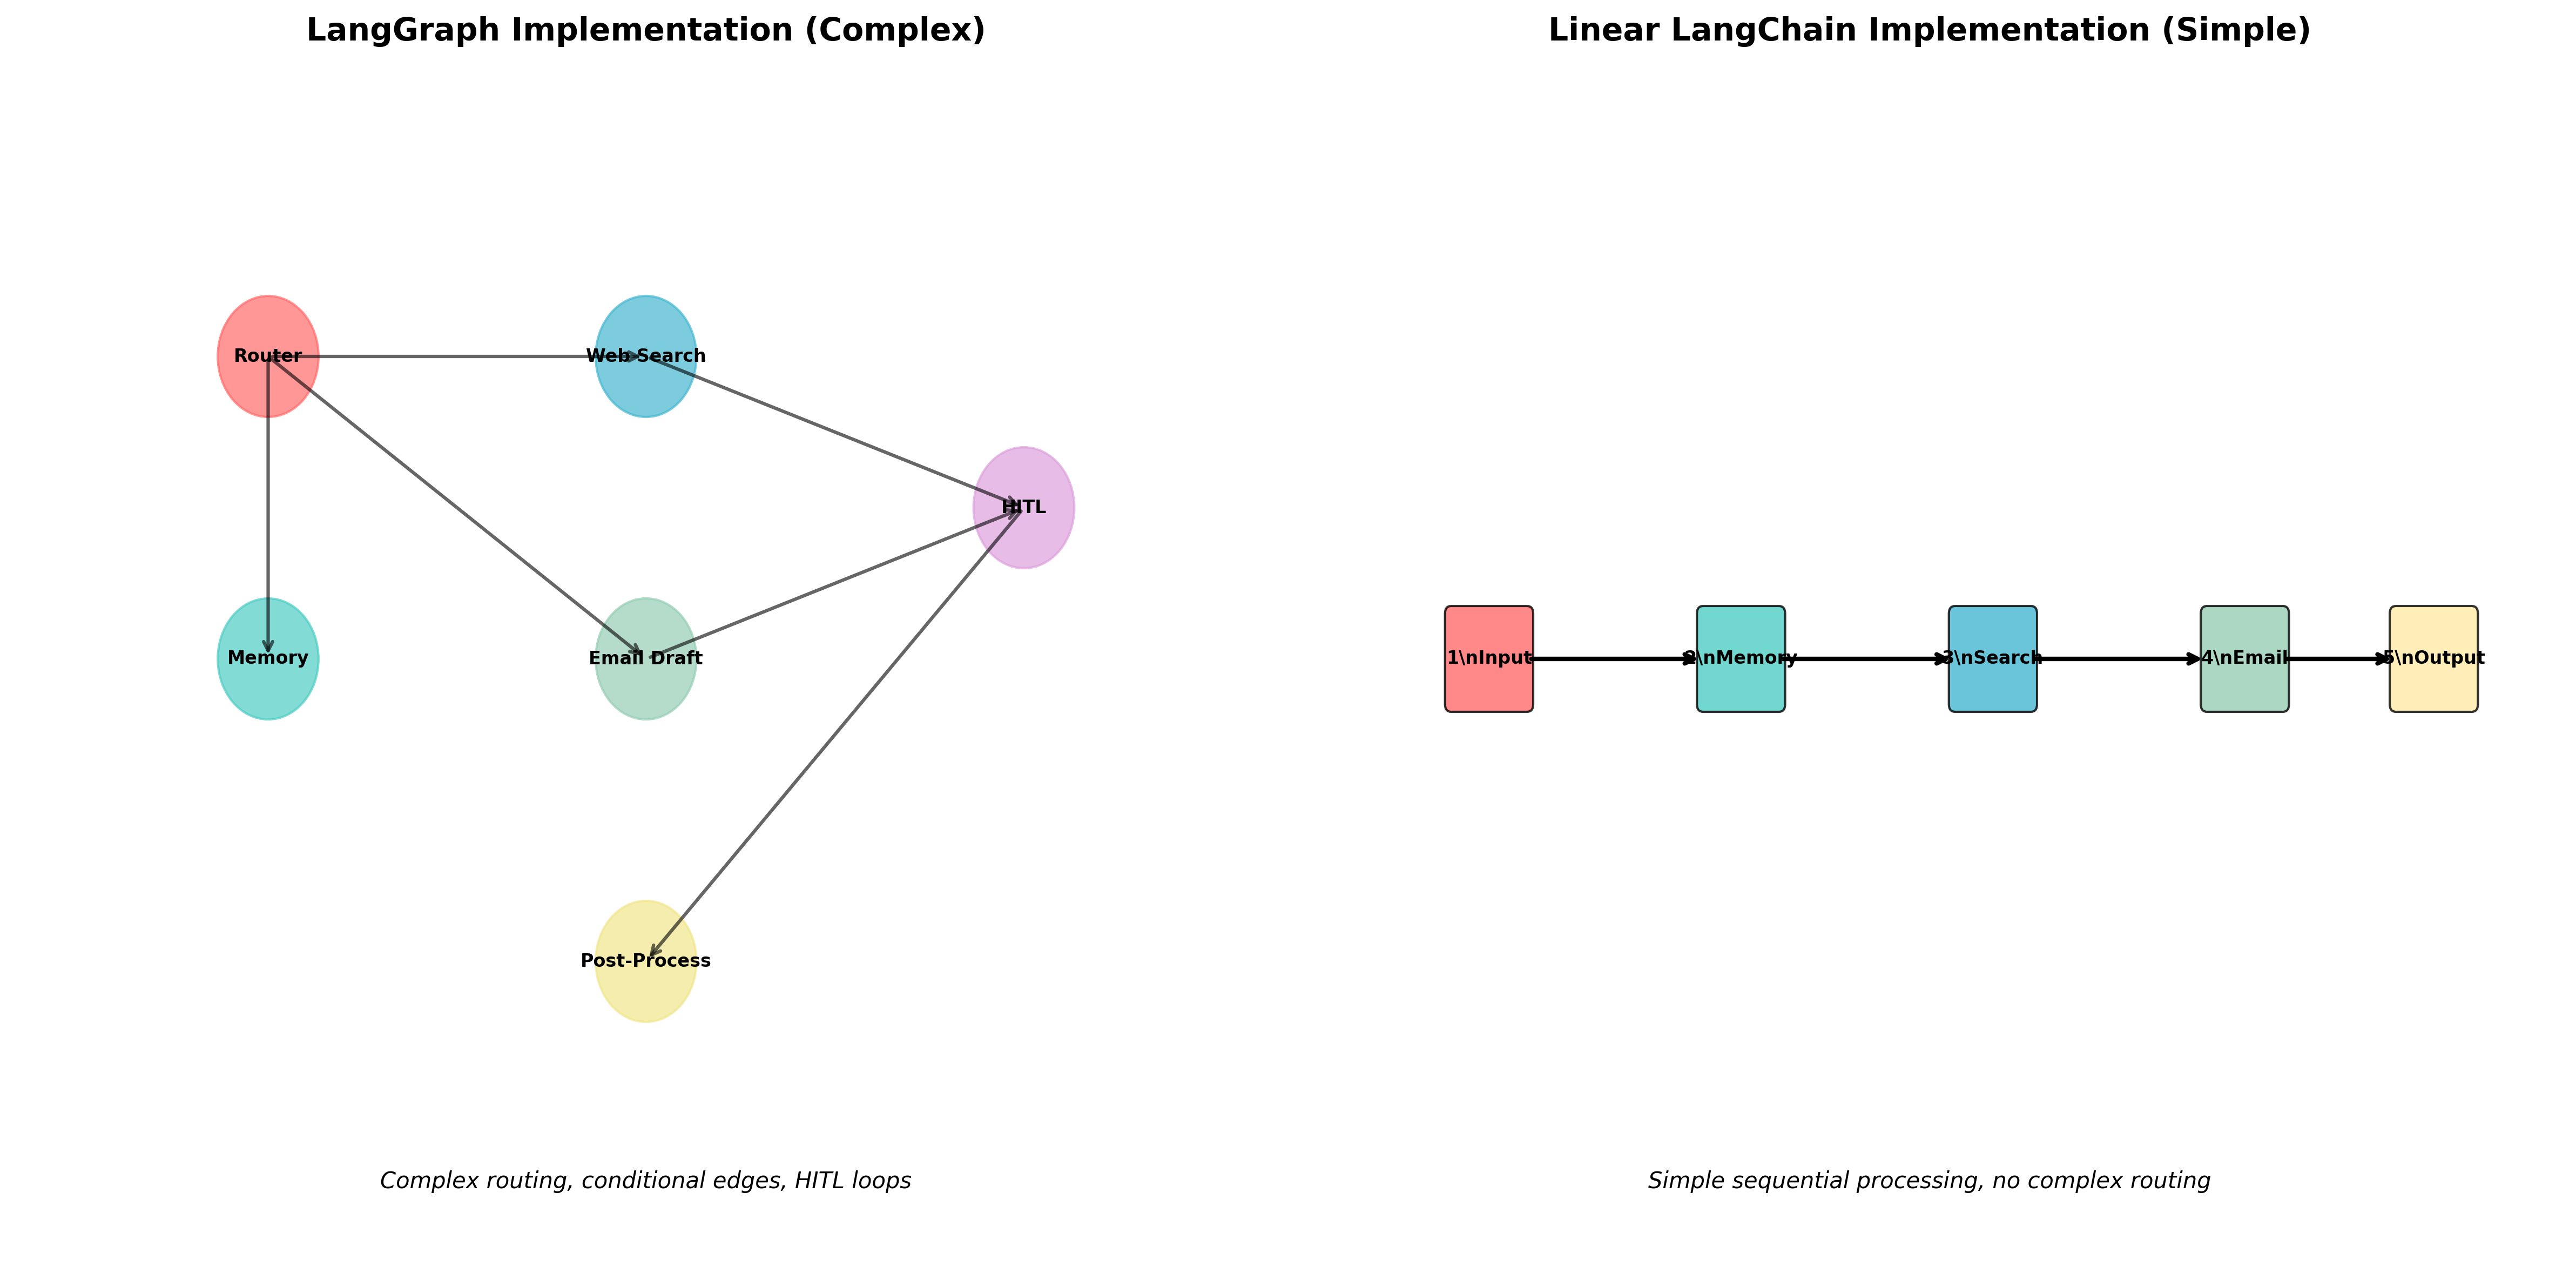 LangGraph Implementation (Complex)
Linear LangChain Implementation (Simple)
Router
Web Search
HITL
Memory
Email Draft
Post-Process
1\nInput
2\nMemory
3\nSearch
4\nEmail
5\nOutput
Complex routing, conditional edges, HITL loops
Simple sequential processing, no complex routing